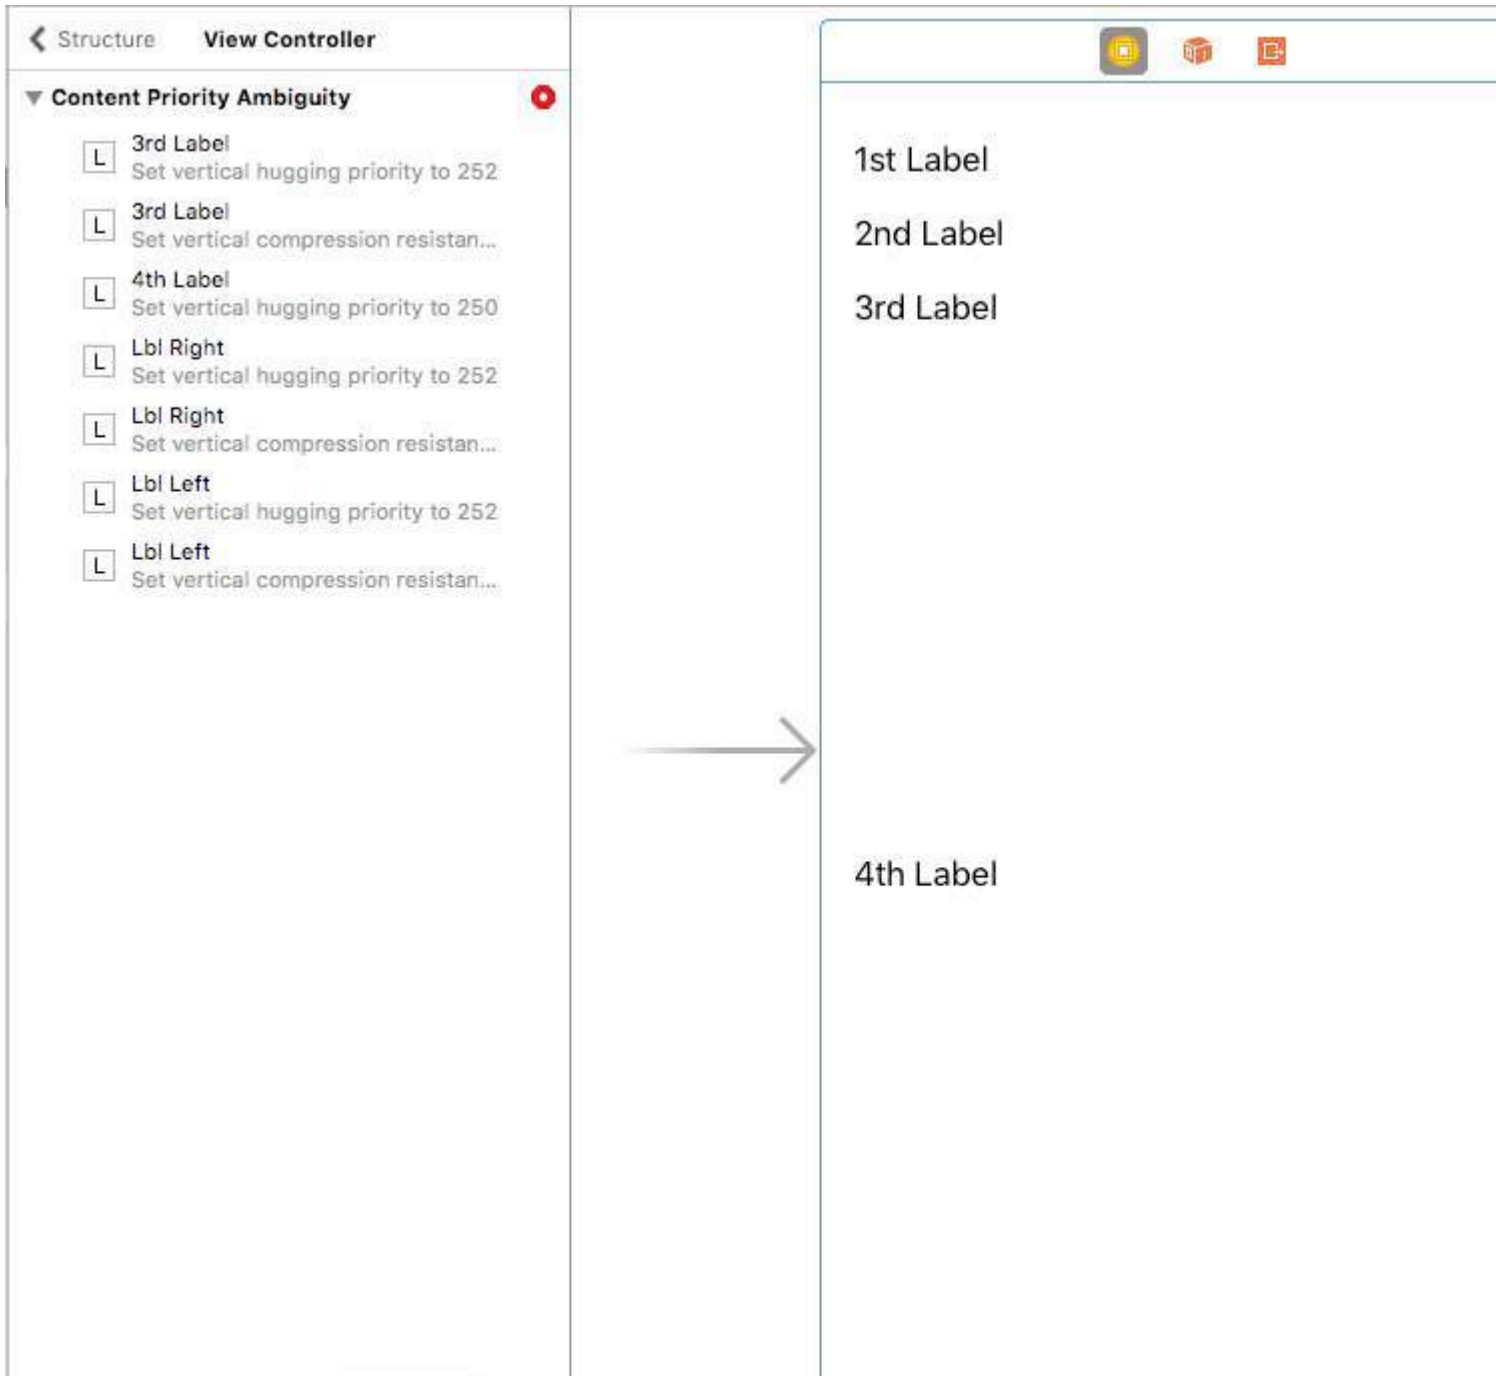 Structure View Controller
Content Priority Ambiguity
L
3rd Label
Set vertical hugging priority to 252
L
3rd Label
Set vertical compression resistan...
L
4th Label
Set vertical hugging priority to 250
L
Lbl Right
Set vertical hugging priority to 252
L
Lbl Right
Set vertical compression resistan...
L
Lbl Left
Set vertical hugging priority to 252
L
Lbl Left
Set vertical compression resistan...
1st Label
2nd Label
3rd Label
4th Label